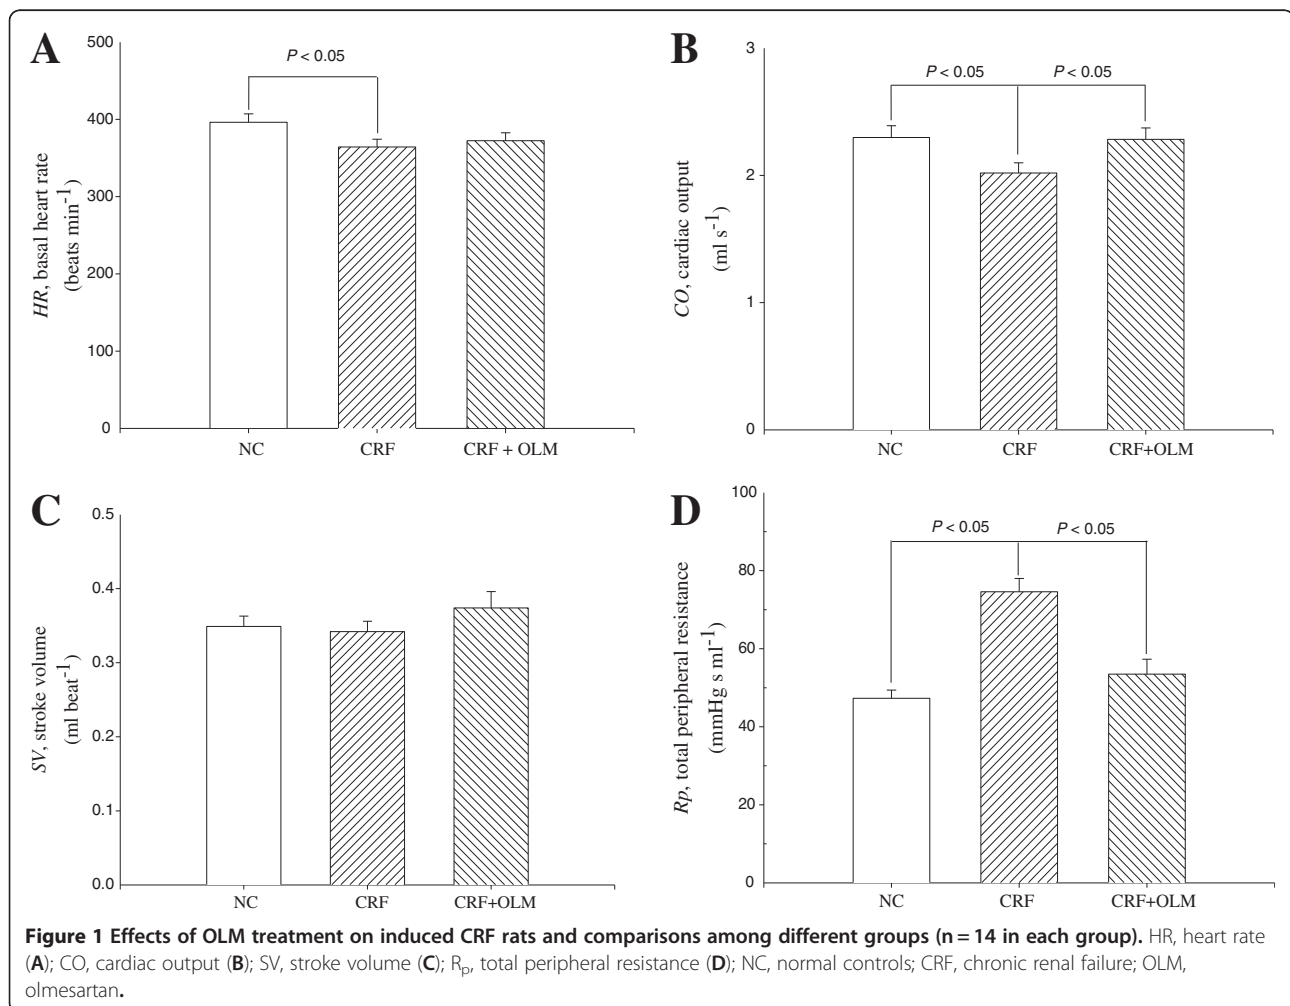 A
500
400
300
200
100
0
HR, basal heart rate
(beats min-1)
P < 0.05
NC
CRF
CRF + OLM
B
3
2
1
0
CO, cardiac output
(ml s-1)
P < 0.05
P < 0.05
NC
CRF
CRF+OLM
C
0.5
0.4
0.3
0.2
0.1
0.0
SV, stroke volume
(ml beat-1)
NC
CRF
CRF+OLM
D
100
80
60
40
20
0
Rp, total peripheral resistance
(mmHg s ml-1)
P < 0.05
P < 0.05
NC
CRF
CRF+OLM
Figure 1 Effects of OLM treatment on induced CRF rats and comparisons among different groups (n = 14 in each group). HR, heart rate
(A); CO, cardiac output (B); SV, stroke volume (C); Rp, total peripheral resistance (D); NC, normal controls; CRF, chronic renal failure; OLM,
olmesartan.